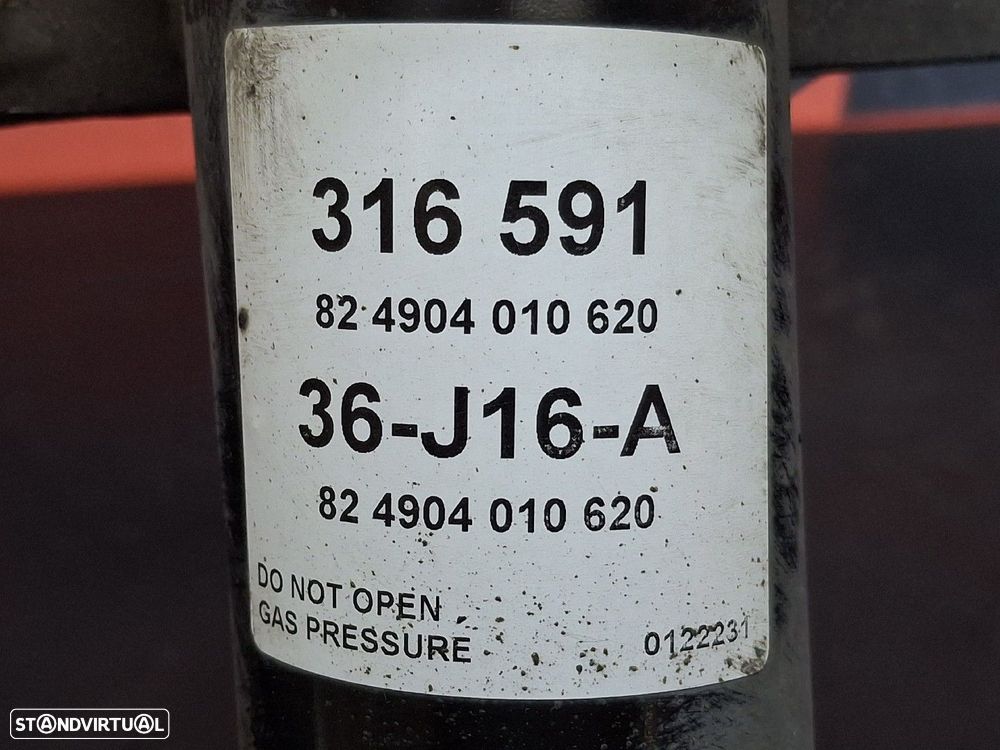 316 591
82 4904 010 620
36-J16-A
82 4904 010 620
DO NOT OPEN
GAS PRESSURE
0122231
STANDVIRTUAL